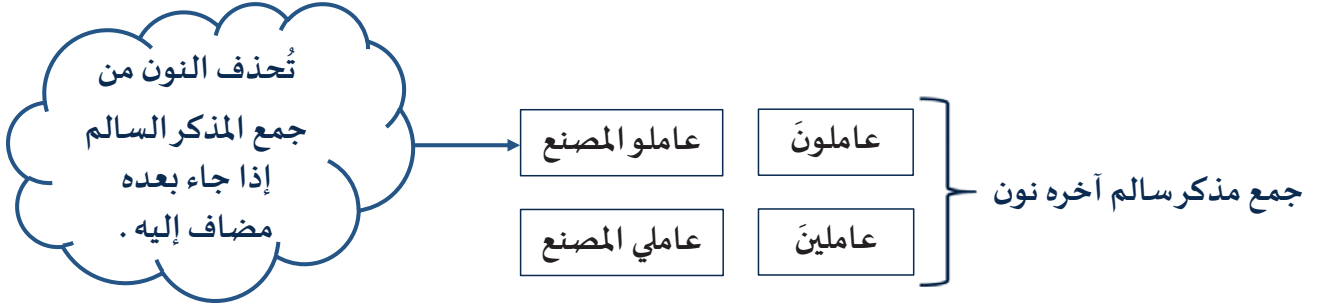 جمع مذكر سالم آخره نون
عاملونَ
عاملو المصنع
عاملينَ
عاملي المصنع
تُحذف النون من
جمع المذكر السالم
إذا جاء بعده
مضاف إليه .